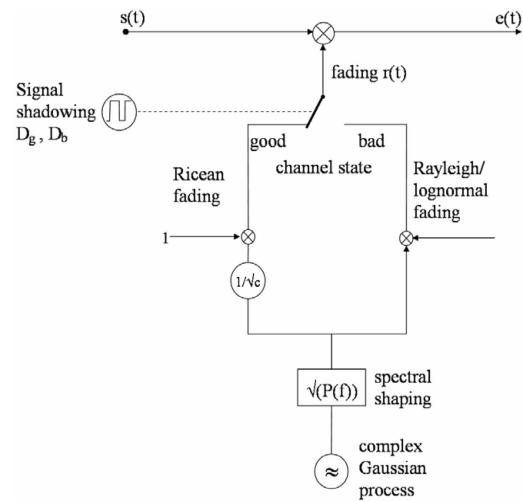 s(t)
e(t)
fading r(t)
Signal
shadowing
D_g , D_b
good
bad
channel state
Ricean
fading
Rayleigh/
lognormal
fading
1
1/√c
√(P(f))
spectral
shaping
≈
complex
Gaussian
process